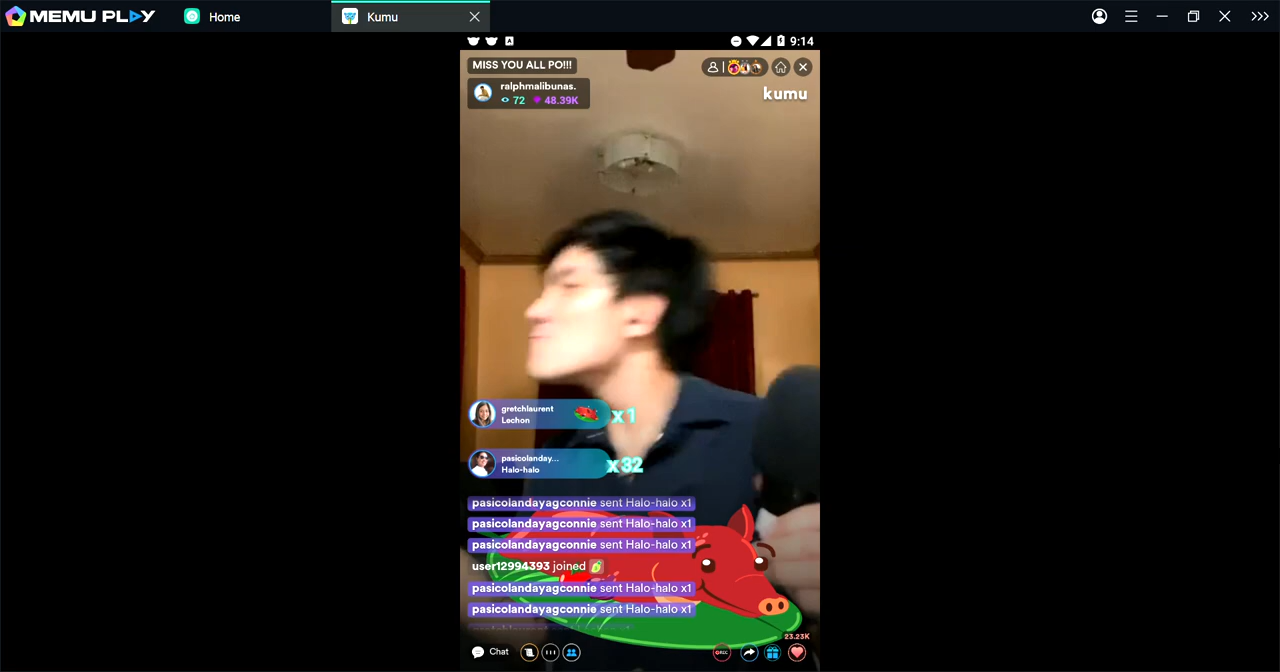 MEMU PLAY
Home
Kumu
A
9:14
MISS YOU ALL PO!!!
ralphmalibunas.
72 48.39K
kumu
gretchlaurent
Lechon
x1
pasicolanday...
Halo-halo
x32
pasicolandayagconnie sent Halo-halo x1
pasicolandayagconnie sent Halo-halo x1
pasicolandayagconnie sent Halo-halo x1
user12994393 joined
pasicolandayagconnie sent Halo-halo x1
pasicolandayagconnie sent Halo-halo x1
23.23K
Chat